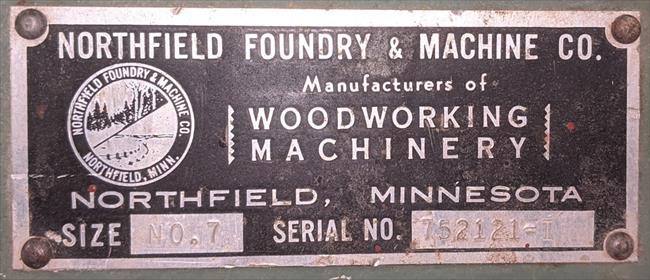 NORTHFIELD FOUNDRY & MACHINE CO.
NORTHFIELD FOUNDRY & MACHINE CO.
NORTHFIELD, MINN.
Manufacturers of
WOODWORKING
MACHINERY
NORTHFIELD, MINNESOTA
SIZE NO. 7 SERIAL NO. 752121-I